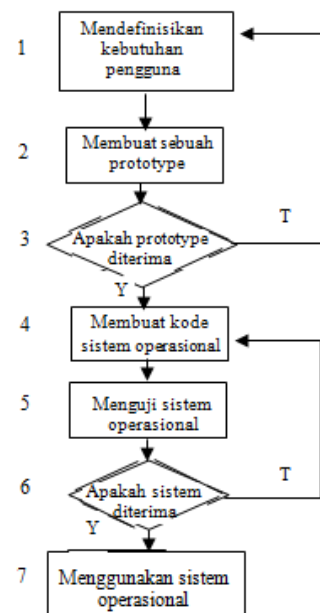 1
Mendefinisikan
kebutuhan
pengguna
2
Membuat sebuah
prototype
3
Apakah prototype
diterima
T
Y
4
Membuat kode
sistem operasional
5
Menguji sistem
operasional
6
Apakah sistem
diterima
T
Y
7
Menggunakan sistem
operasional